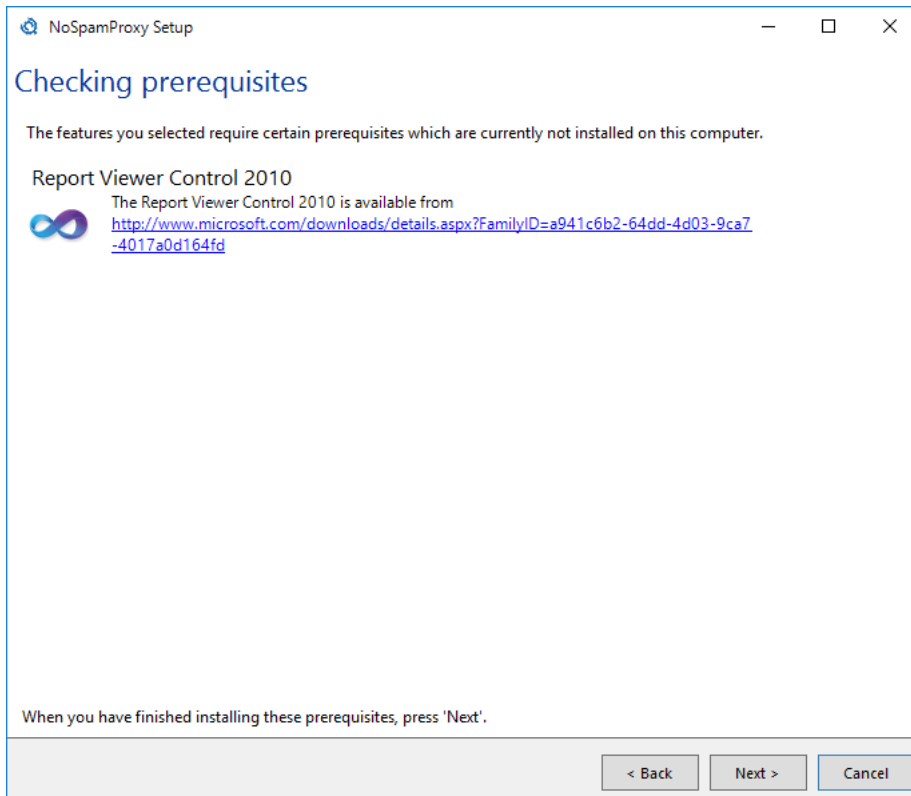 NoSpamProxy Setup
Checking prerequisites
The features you selected require certain prerequisites which are currently not installed on this computer.
Report Viewer Control 2010
The Report Viewer Control 2010 is available from
http://www.microsoft.com/downloads/details.aspx?FamilyID=a941c6b2-64dd-4d03-9ca7
-4017a0d164fd
When you have finished installing these prerequisites, press 'Next'.
< Back Next > Cancel